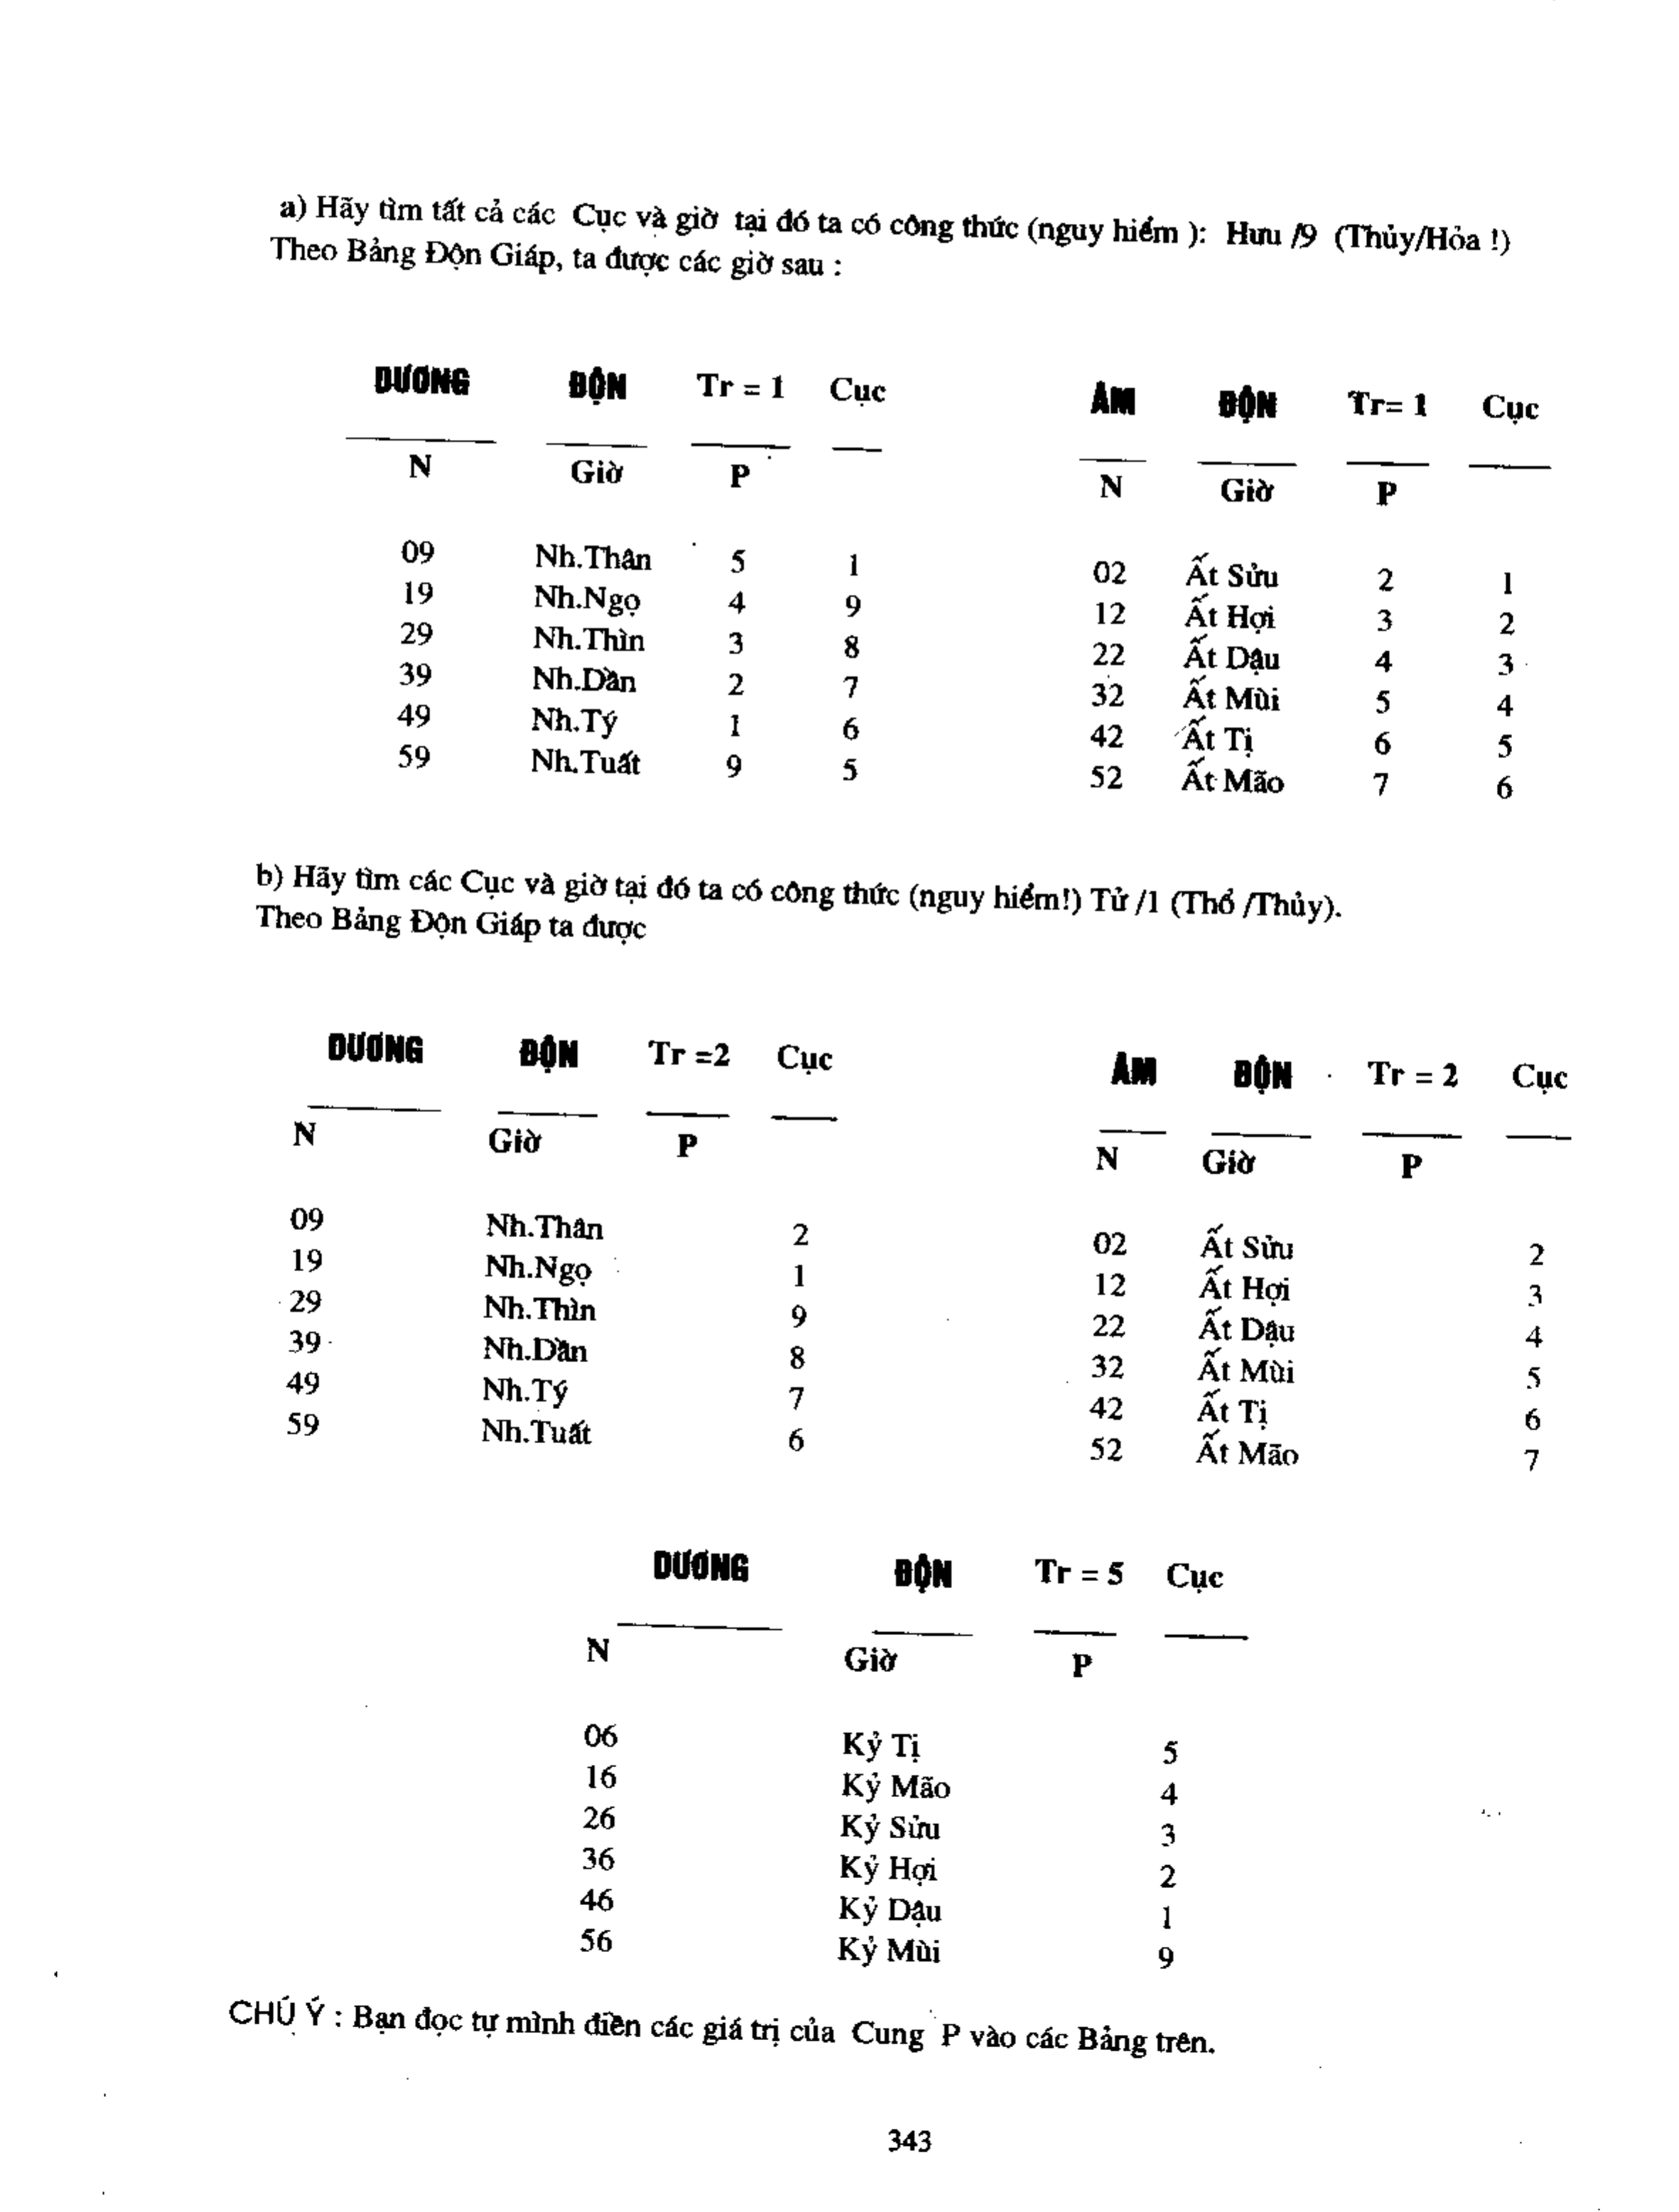 a) Hãy tìm tất cả các Cục và giờ tại đó ta có công thức (nguy hiểm ): Hưu /9 (Thủy/Hỏa !)
Theo Bảng Độn Giáp, ta được các giờ sau :
DƯƠNG ĐỘN Tr = 1 Cục
N Giờ P
09 Nh.Thân 5 1
19 Nh.Ngọ 4 9
29 Nh.Thìn 3 8
39 Nh.Dần 2 7
49 Nh.Tý 1 6
59 Nh.Tuất 9 5
ÂM ĐỘN Tr= 1 Cục
N Giờ P
02 Ất Sửu 2 1
12 Ất Hợi 3 2
22 Ất Dậu 4 3
32 Ất Mùi 5 4
42 Ất Tị 6 5
52 Ất Mão 7 6
b) Hãy tìm các Cục và giờ tại đó ta có công thức (nguy hiểm!) Tử /1 (Thổ /Thủy).
Theo Bảng Độn Giáp ta được
DƯƠNG ĐỘN Tr =2 Cục
N Giờ P
09 Nh.Thân 2
19 Nh.Ngọ 1
29 Nh.Thìn 9
39 Nh.Dần 8
49 Nh.Tý 7
59 Nh.Tuất 6
ÂM ĐỘN Tr = 2 Cục
N Giờ P
02 Ất Sửu 2
12 Ất Hợi 3
22 Ất Dậu 4
32 Ất Mùi 5
42 Ất Tị 6
52 Ất Mão 7
DƯƠNG ĐỘN Tr = 5 Cục
N Giờ P
06 Kỷ Tị 5
16 Kỷ Mão 4
26 Kỷ Sửu 3
36 Kỷ Hợi 2
46 Kỷ Dậu 1
56 Kỷ Mùi 9
CHÚ Ý : Bạn đọc tự mình điền các giá trị của Cung P vào các Bảng trên.
343